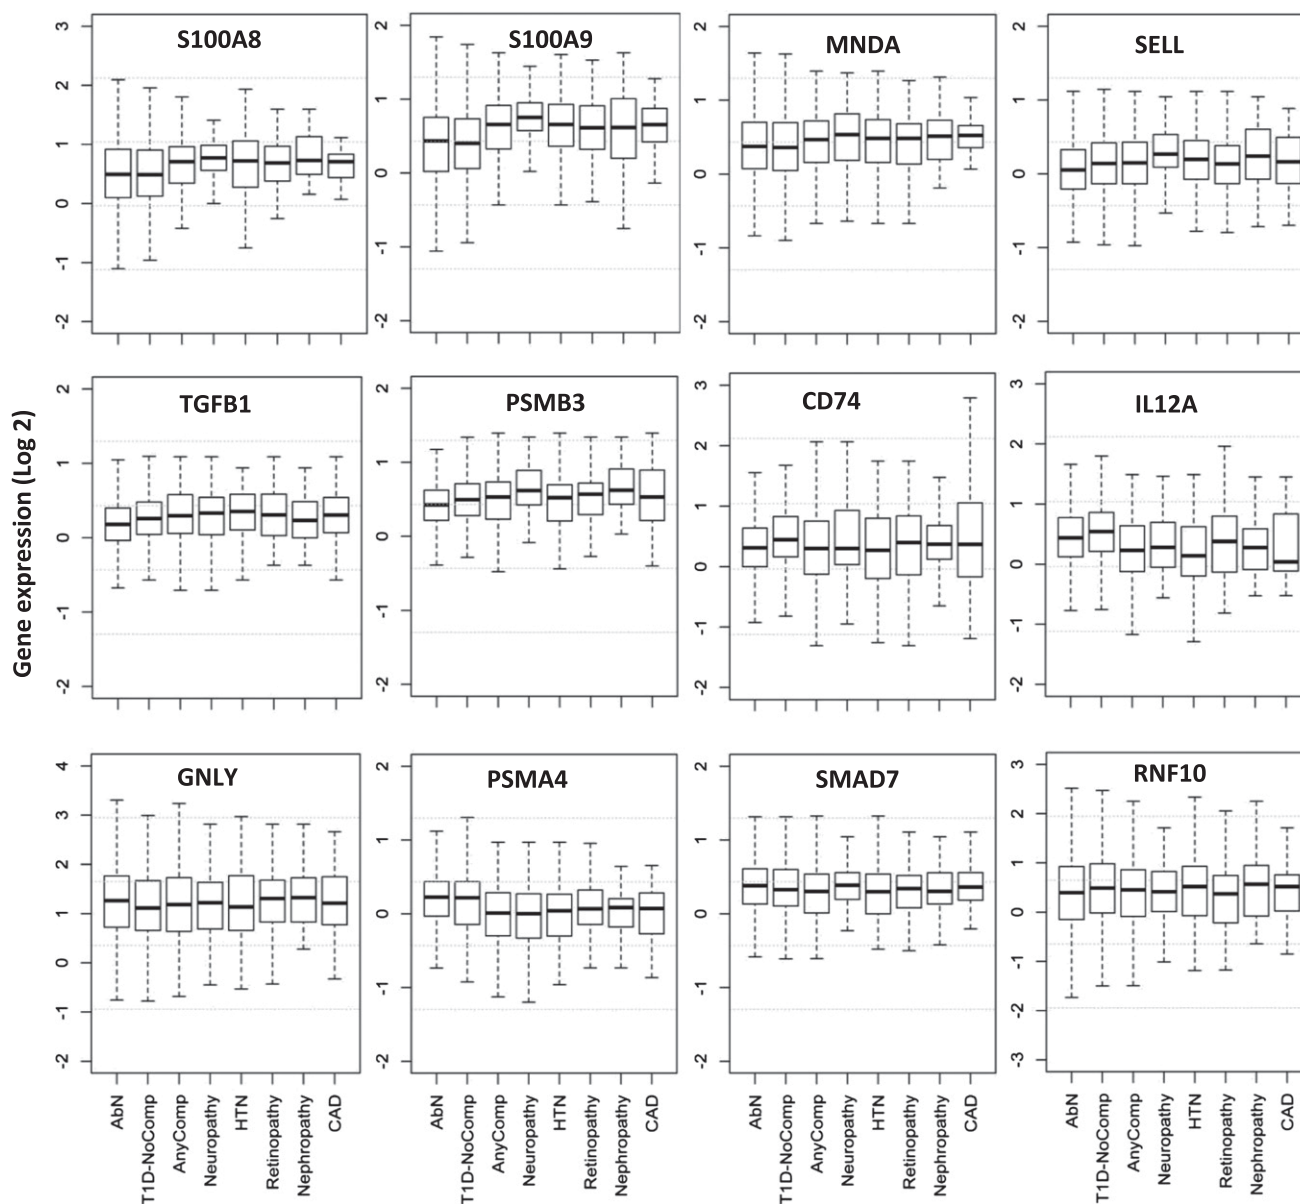 S100A8
S100A9
MNDA
SELL
3
2
1
0
-1
-2
2
1
0
-1
-2
2
1
0
-1
-2
2
1
0
-1
-2
Gene expression (Log 2)
TGFB1
PSMB3
CD74
IL12A
2
1
0
-1
-2
2
1
0
-1
-2
3
2
1
0
-1
-2
3
2
1
0
-1
-2
GNLY
PSMA4
SMAD7
RNF10
4
3
2
1
0
-1
-2
2
1
0
-1
-2
2
1
0
-1
-2
3
2
1
0
-1
-2
-3
AbN
T1D-NoComp
AnyComp
Neuropathy
HTN
Retinopathy
Nephropathy
CAD
AbN
T1D-NoComp
AnyComp
Neuropathy
HTN
Retinopathy
Nephropathy
CAD
AbN
T1D-NoComp
AnyComp
Neuropathy
HTN
Retinopathy
Nephropathy
CAD
AbN
T1D-NoComp
AnyComp
Neuropathy
HTN
Retinopathy
Nephropathy
CAD